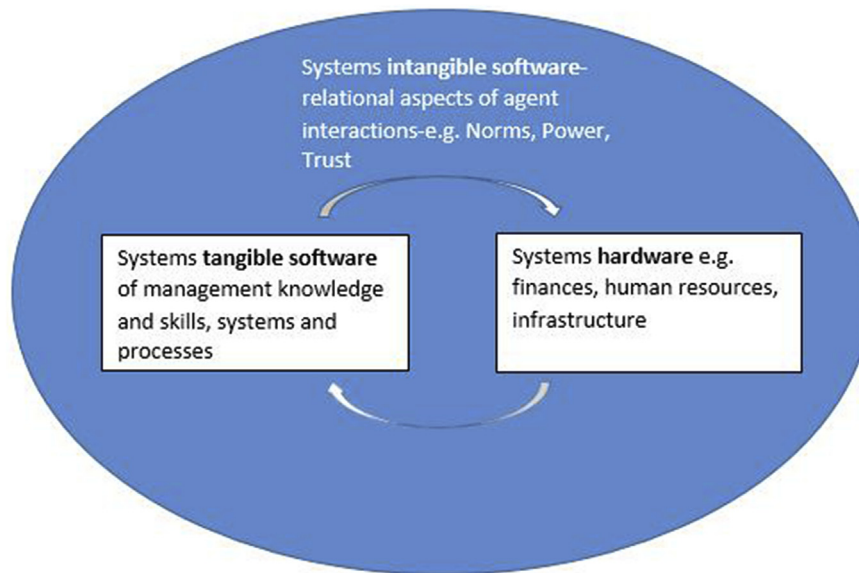 Systems intangible software-
relational aspects of agent
interactions-e.g. Norms, Power,
Trust
Systems tangible software
of management knowledge
and skills, systems and
processes
Systems hardware e.g.
finances, human resources,
infrastructure